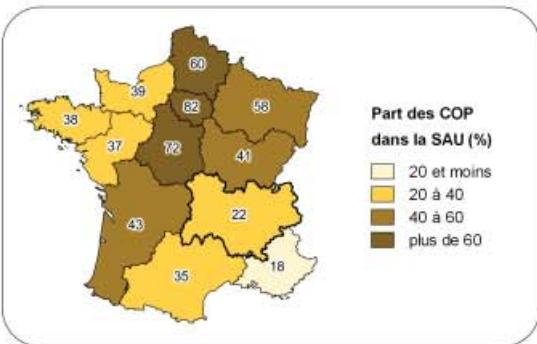 60
39
82
58
38
37
72
41
43
22
35
18
Part des COP
dans la SAU (%)
20 et moins
20 à 40
40 à 60
plus de 60